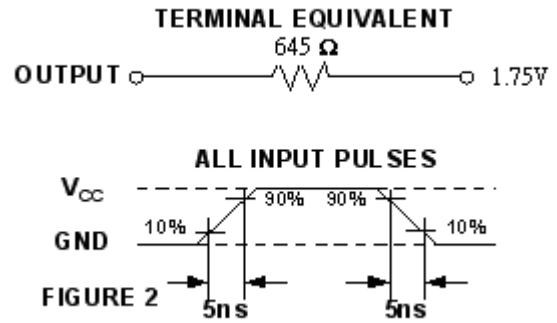 TERMINAL EQUIVALENT
645 Ω
OUTPUT 1.75V
ALL INPUT PULSES
VCC
90% 90%
10% 10%
GND
5ns 5ns
FIGURE 2